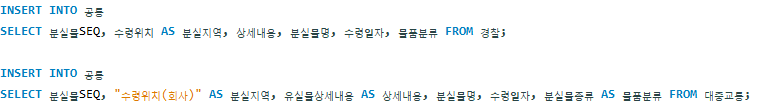 INSERT INTO 공통
SELECT 분실물SEQ, 수령위치 AS 분실지역, 상세내용, 분실물명, 수령일자, 물품분류 FROM 경찰;
INSERT INTO 공통
SELECT 분실물SEQ, "수령위치(회사)" AS 분실지역, 유실물상세내용 AS 상세내용, 분실물명, 수령일자, 분실물종류 AS 물품분류 FROM 대중교통;